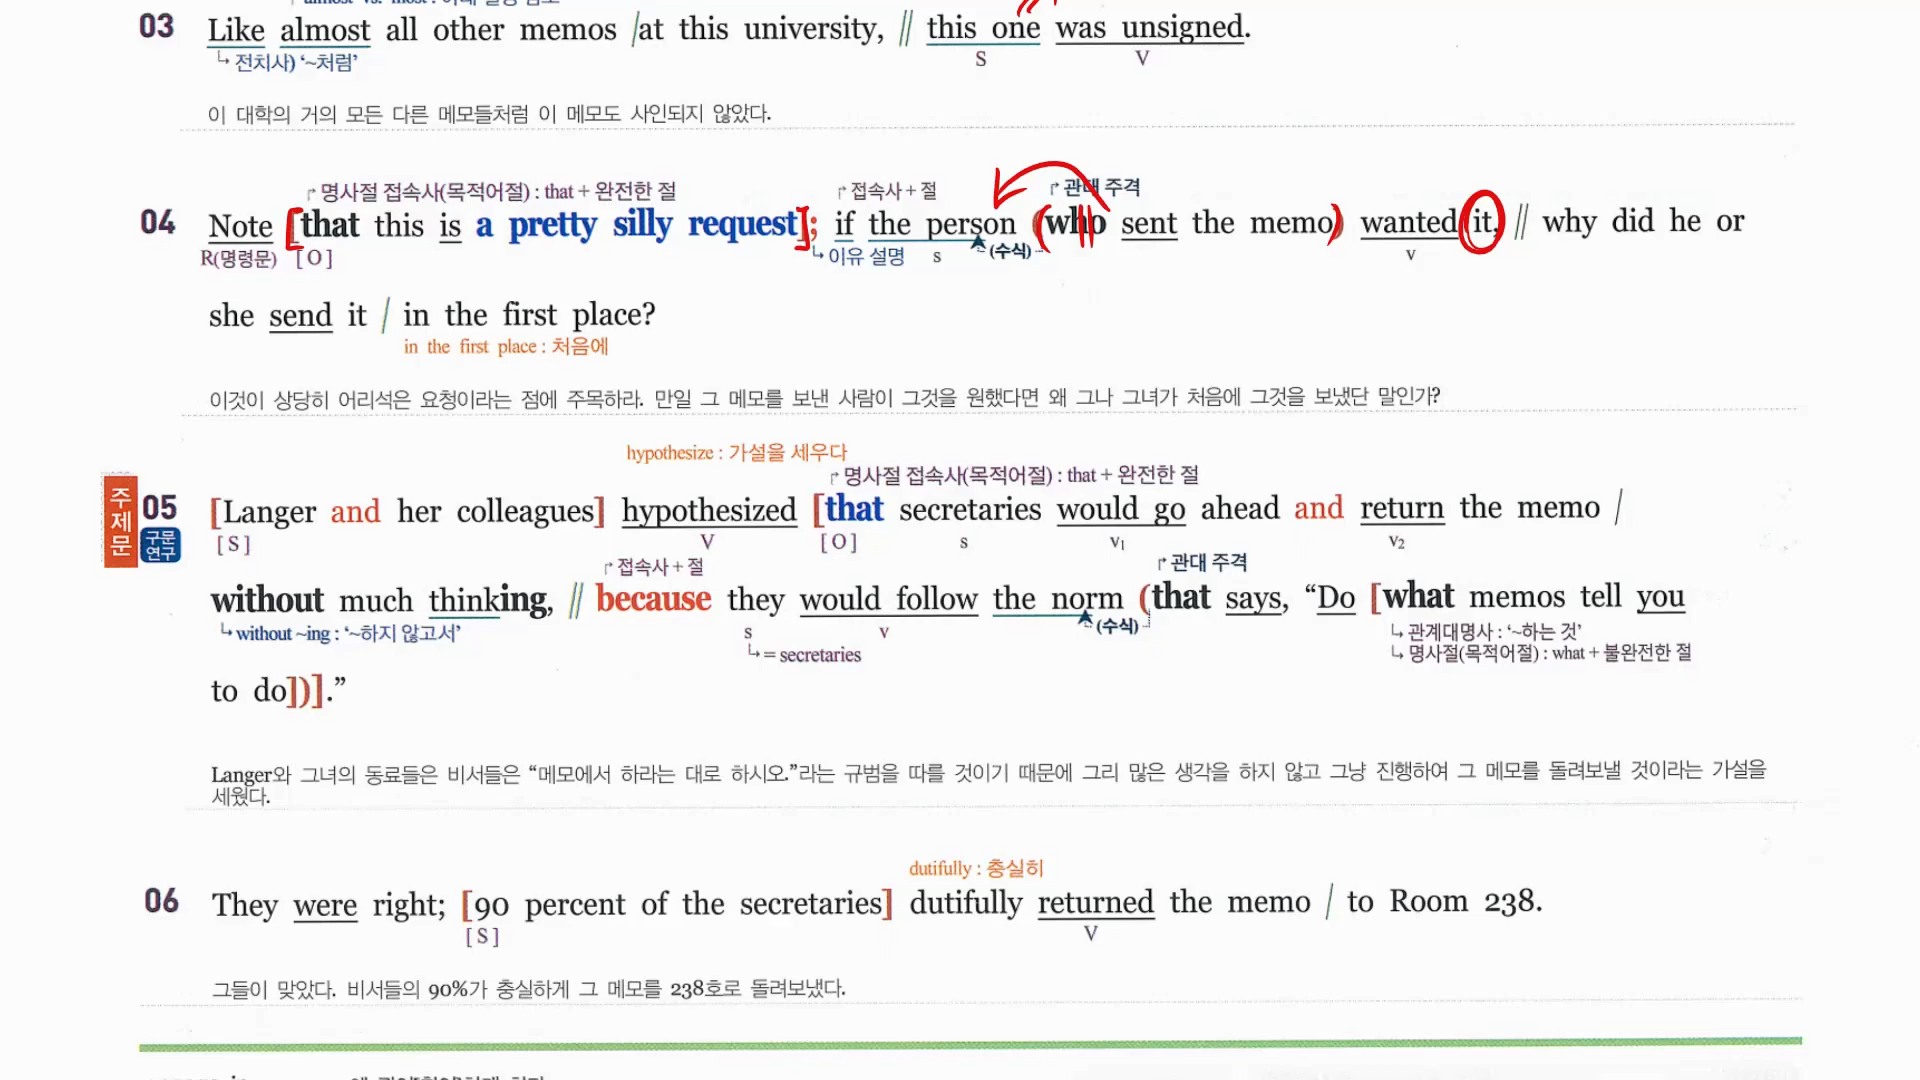 03 Like almost all other memos / at this university, // this one was unsigned.
↳ 전치사) ‘~처럼’ S V
이 대학의 거의 모든 다른 메모들처럼 이 메모도 사인되지 않았다.
↱ 명사절 접속사(목적어절) : that + 완전한 절 ↱ 접속사 + 절 ↱ 관대 주격
04 Note [that this is a pretty silly request]; if the person (who sent the memo) wanted it, // why did he or
R(명령문) [ O ] ↳ 이유 설명 s (수식) v
she send it / in the first place?
in the first place : 처음에
이것이 상당히 어리석은 요청이라는 점에 주목하라. 만일 그 메모를 보낸 사람이 그것을 원했다면 왜 그나 그녀가 처음에 그것을 보냈단 말인가?
hypothesize : 가설을 세우다
↱ 명사절 접속사(목적어절) : that + 완전한 절
주제문 05 구문연구 [Langer and her colleagues] hypothesized [that secretaries would go ahead and return the memo /
[ S ] V [ O ] s v₁ v₂
↱ 접속사 + 절 ↱ 관대 주격
without much thinking, // because they would follow the norm (that says, “Do [what memos tell you
↳ without ~ing : ‘~하지 않고서’ s v (수식) ↳ 관계대명사 : ‘~하는 것’
↳ = secretaries ↳ 명사절(목적어절) : what + 불완전한 절
to do])].”
Langer와 그녀의 동료들은 비서들은 “메모에서 하라는 대로 하시오.”라는 규범을 따를 것이기 때문에 그리 많은 생각을 하지 않고 그냥 진행하여 그 메모를 돌려보낼 것이라는 가설을
세웠다.
dutifully : 충실히
06 They were right; [90 percent of the secretaries] dutifully returned the memo / to Room 238.
[ S ] V
그들이 맞았다. 비서들의 90%가 충실하게 그 메모를 238호로 돌려보냈다.